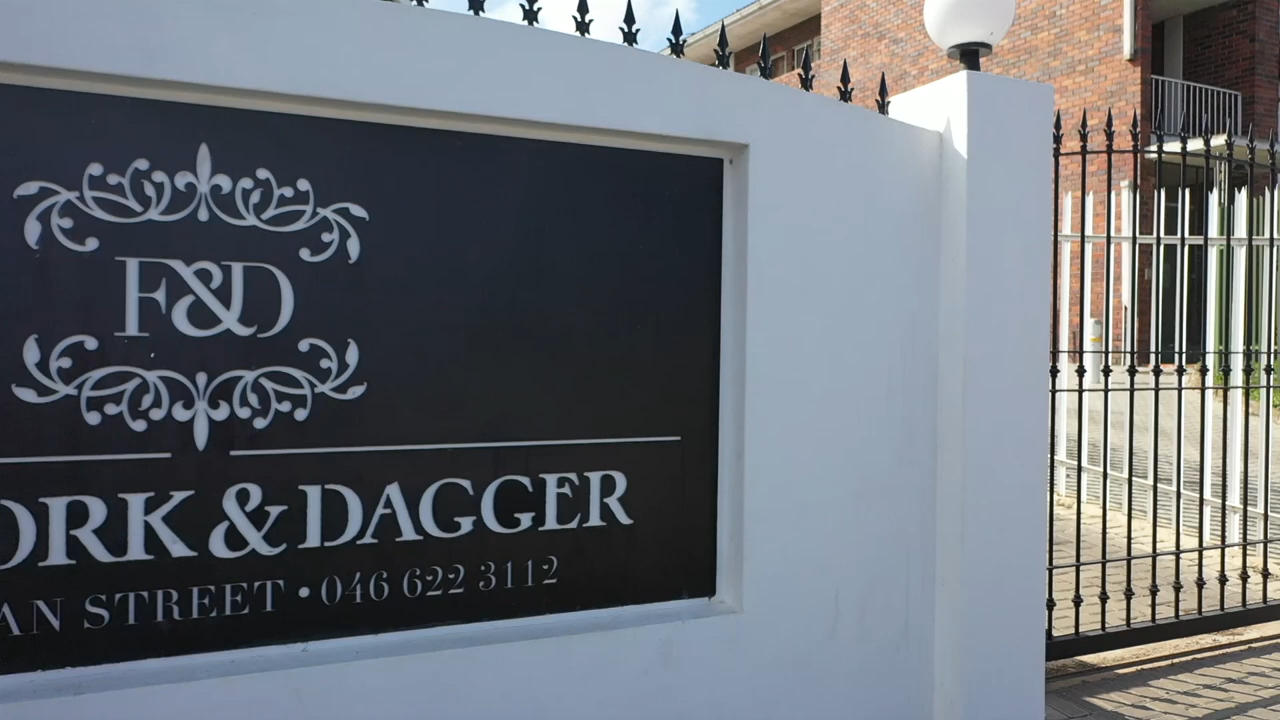 F&D
ORK & DAGGER
AN STREET • 046 622 3112